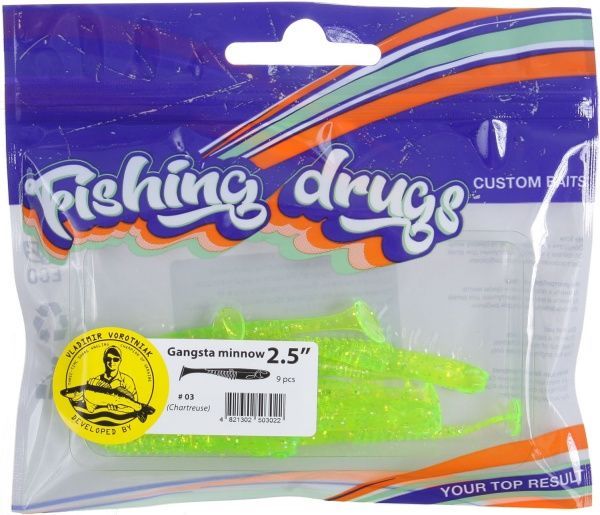 Fishing drugs
CUSTOM BAITS
VLADIMIR VOROTNIAK
DEVELOPED BY
Gangsta minnow 2.5”
9 pcs
# 03
(Chartreuse)
4 821302 503022
YOUR TOP RESULT